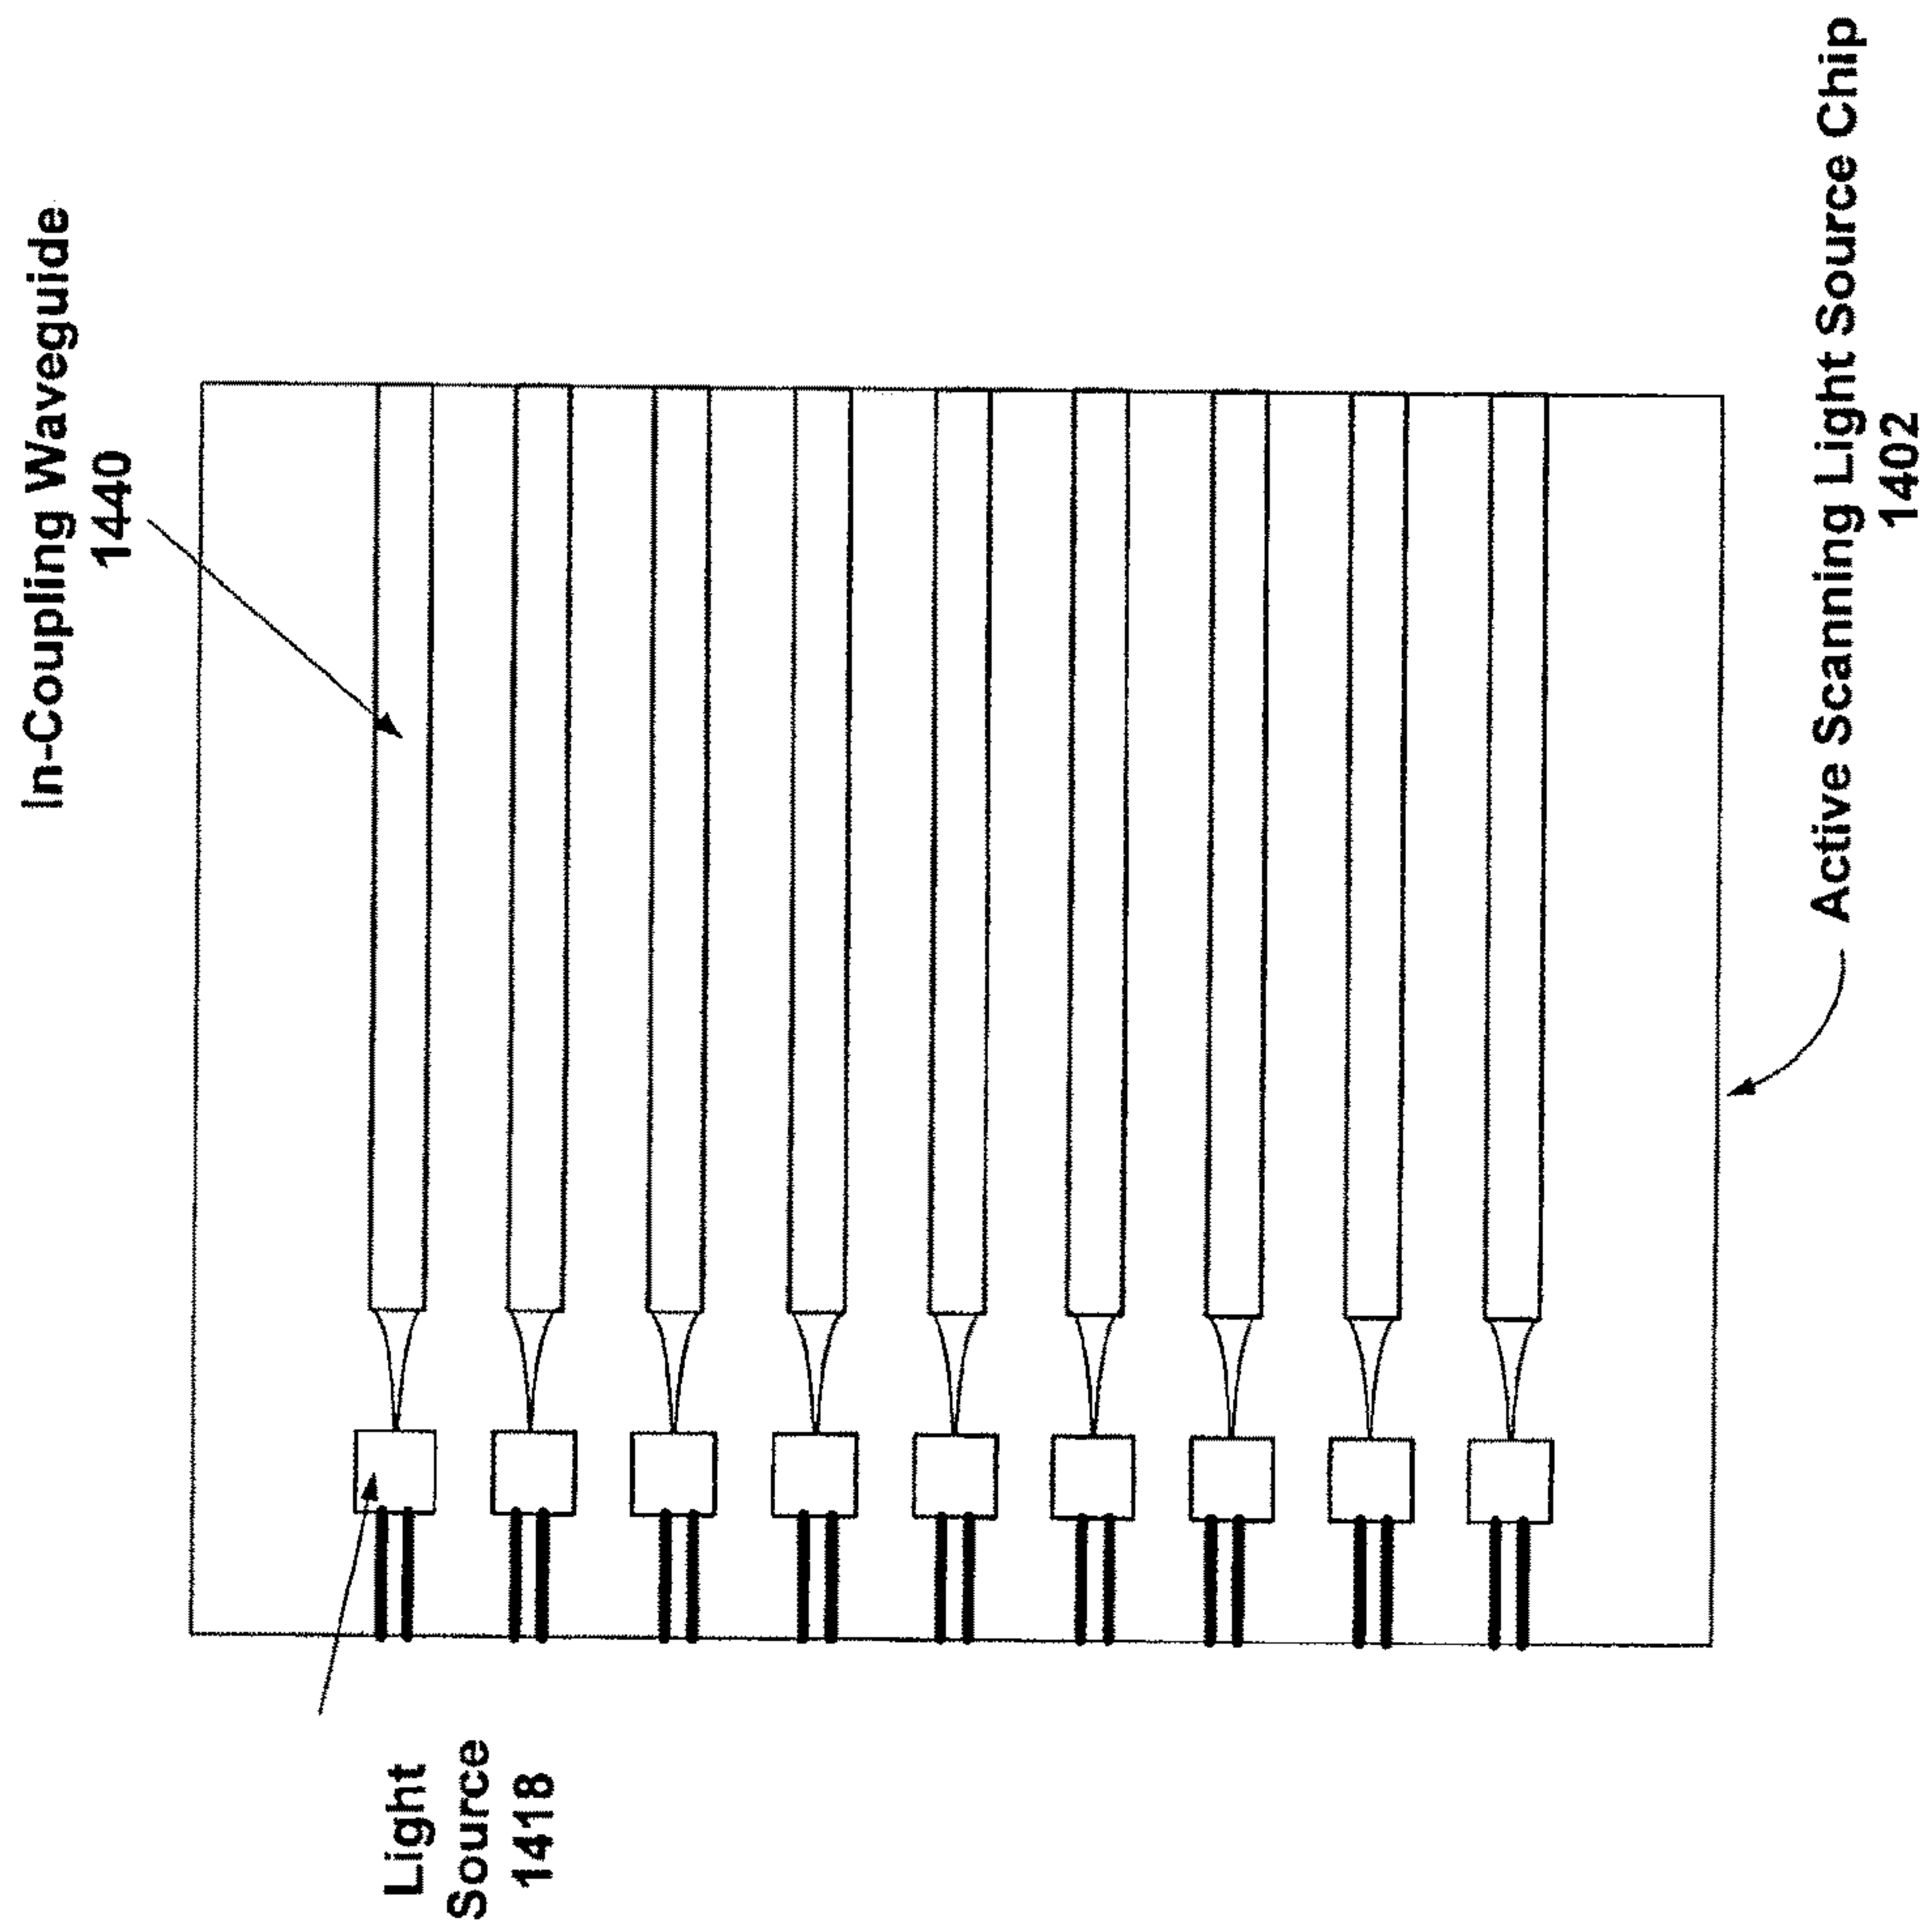 In-Coupling Waveguide
1440
Light
Source
1418
Active Scanning Light Source Chip
1402